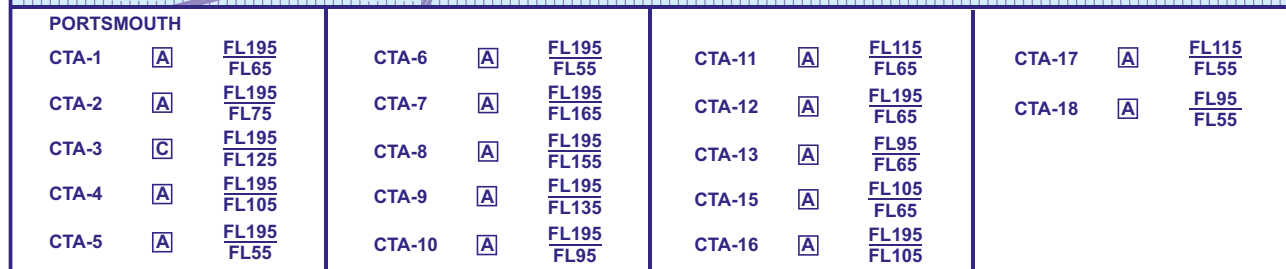 PORTSMOUTH
CTA-1 A FL195
FL65
CTA-2 A FL195
FL75
CTA-3 C FL195
FL125
CTA-4 A FL195
FL105
CTA-5 A FL195
FL55
CTA-6 A FL195
FL55
CTA-7 A FL195
FL165
CTA-8 A FL195
FL155
CTA-9 A FL195
FL135
CTA-10 A FL195
FL95
CTA-11 A FL115
FL65
CTA-12 A FL195
FL65
CTA-13 A FL95
FL65
CTA-15 A FL105
FL65
CTA-16 A FL195
FL105
CTA-17 A FL115
FL55
CTA-18 A FL95
FL55